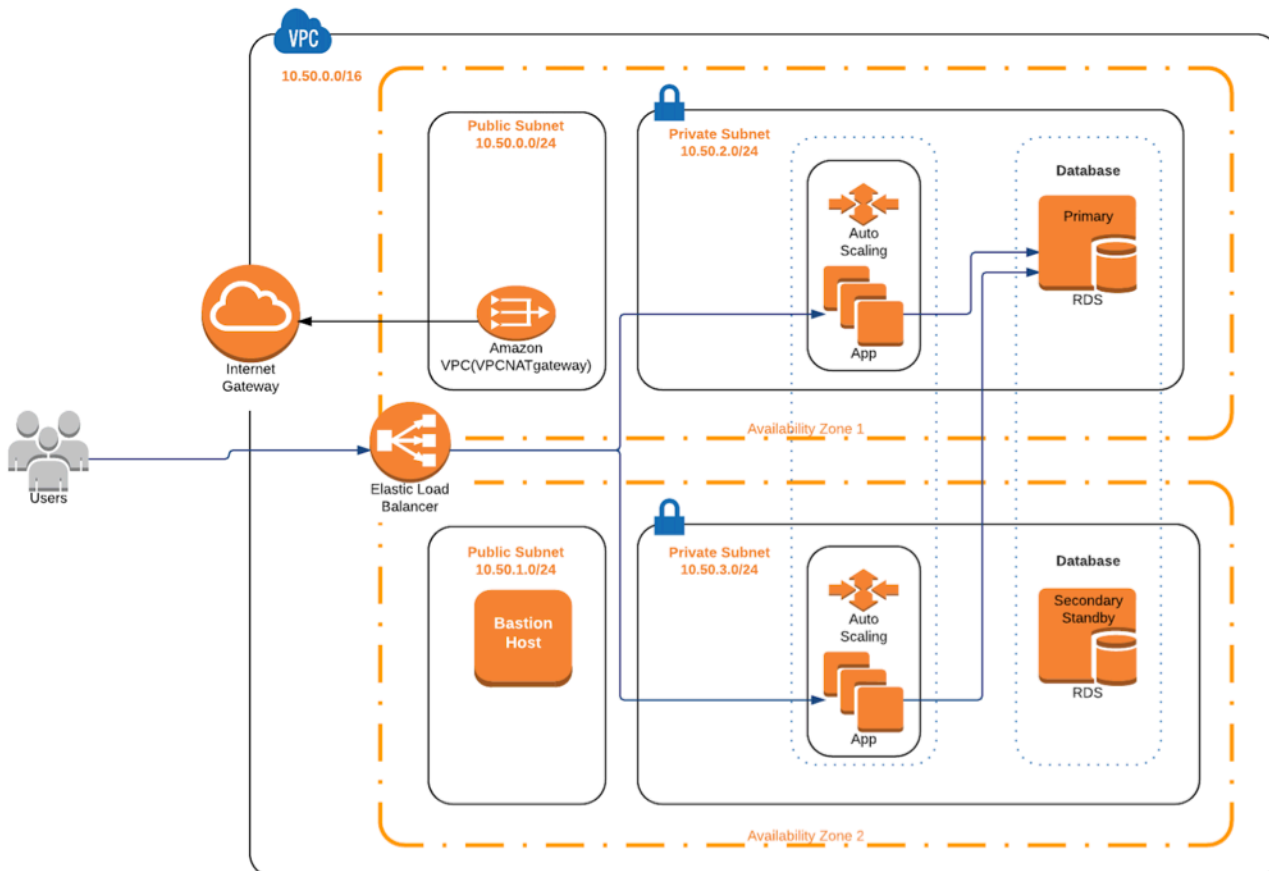 VPC
10.50.0.0/16
Public Subnet
10.50.0.0/24
Amazon
VPC(VPCNATgateway)
Private Subnet
10.50.2.0/24
Auto
Scaling
App
Database
Primary
RDS
Internet
Gateway
Availability Zone 1
Users
Elastic Load
Balancer
Public Subnet
10.50.1.0/24
Bastion
Host
Private Subnet
10.50.3.0/24
Auto
Scaling
App
Database
Secondary
Standby
RDS
Availability Zone 2